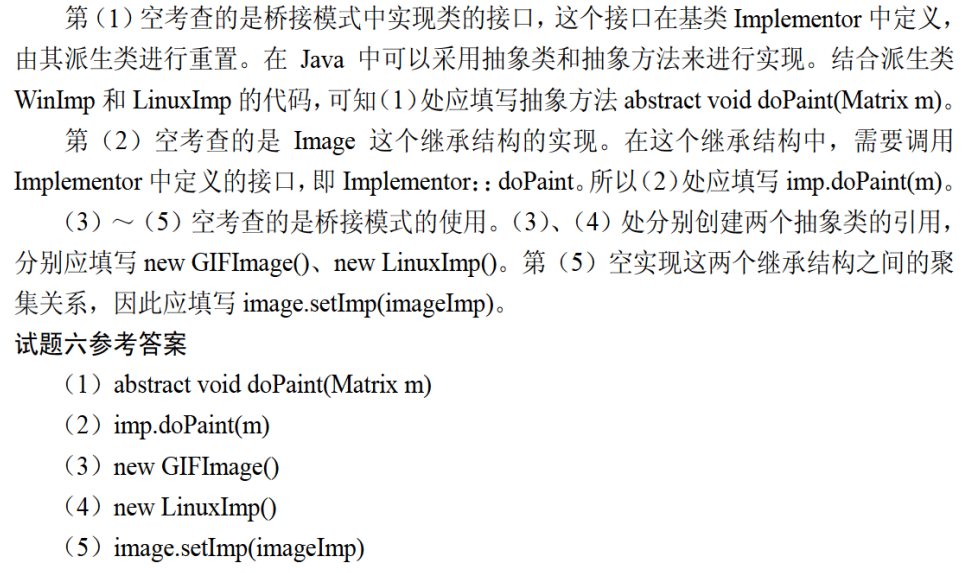 第（1）空考查的是桥接模式中实现类的接口，这个接口在基类 Implementor 中定义，
由其派生类进行重置。在 Java 中可以采用抽象类和抽象方法来进行实现。结合派生类
WinImp 和 LinuxImp 的代码，可知（1）处应填写抽象方法 abstract void doPaint(Matrix m)。
第（2）空考查的是 Image 这个继承结构的实现。在这个继承结构中，需要调用
Implementor 中定义的接口，即 Implementor：：doPaint。所以（2）处应填写 imp.doPaint(m)。
（3）～（5）空考查的是桥接模式的使用。（3）、（4）处分别创建两个抽象类的引用，
分别应填写 new GIFImage()、new LinuxImp()。第（5）空实现这两个继承结构之间的聚
集关系，因此应填写 image.setImp(imageImp)。
试题六参考答案
（1）abstract void doPaint(Matrix m)
（2）imp.doPaint(m)
（3）new GIFImage()
（4）new LinuxImp()
（5）image.setImp(imageImp)